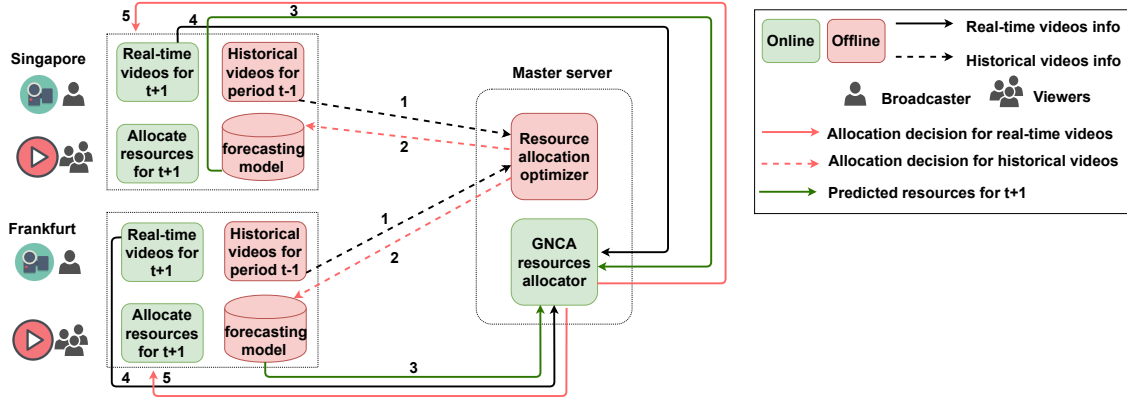 5
4
3
Singapore
Real-time
videos for
t+1
Historical
videos for
period t-1
Allocate
resources
for t+1
forecasting
model
1
2
Master server
Resource
allocation
optimizer
GNCA
resources
allocator
Frankfurt
Real-time
videos for
t+1
Historical
videos for
period t-1
Allocate
resources
for t+1
forecasting
model
1
2
3
4
5
Online
Offline
Real-time videos info
Historical videos info
Broadcaster
Viewers
Allocation decision for real-time videos
Allocation decision for historical videos
Predicted resources for t+1